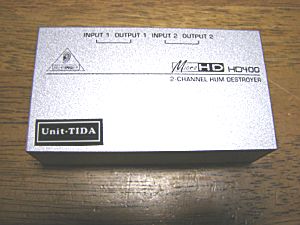 INPUT 1 OUTPUT 1 INPUT 2 OUTPUT 2
MicroHD HD400
2-CHANNEL HUM DESTROYER
Unit-TIDA